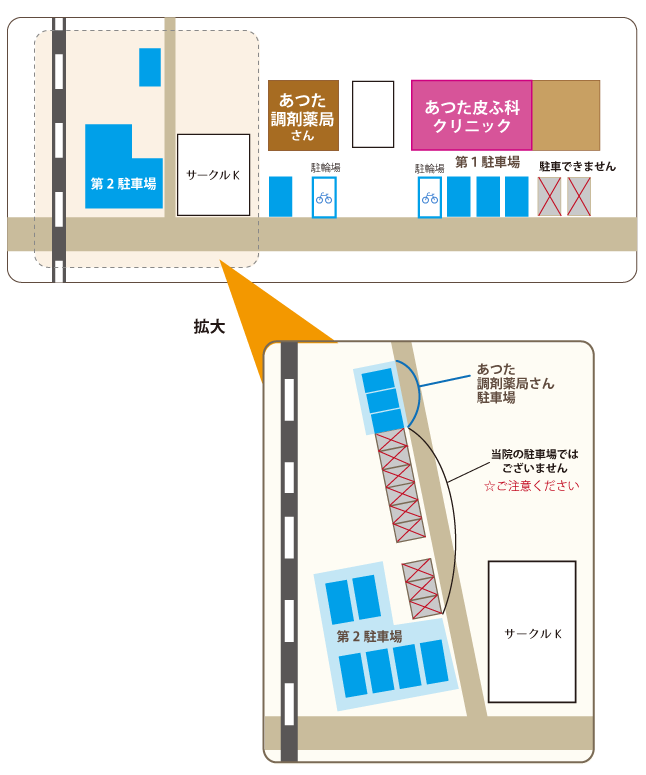 あつた
調剤薬局
さん
あつた皮ふ科
クリニック
駐輪場
駐輪場
第1駐車場
駐車できません
第2駐車場
サークルK
拡大
あつた
調剤薬局さん
駐車場
当院の駐車場では
ございません
☆ご注意ください
第2駐車場
サークルK